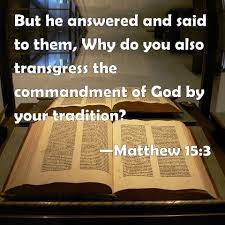 But he answered and said
to them, Why do you also
transgress the
commandment of God by
your tradition?
—Matthew 15:3